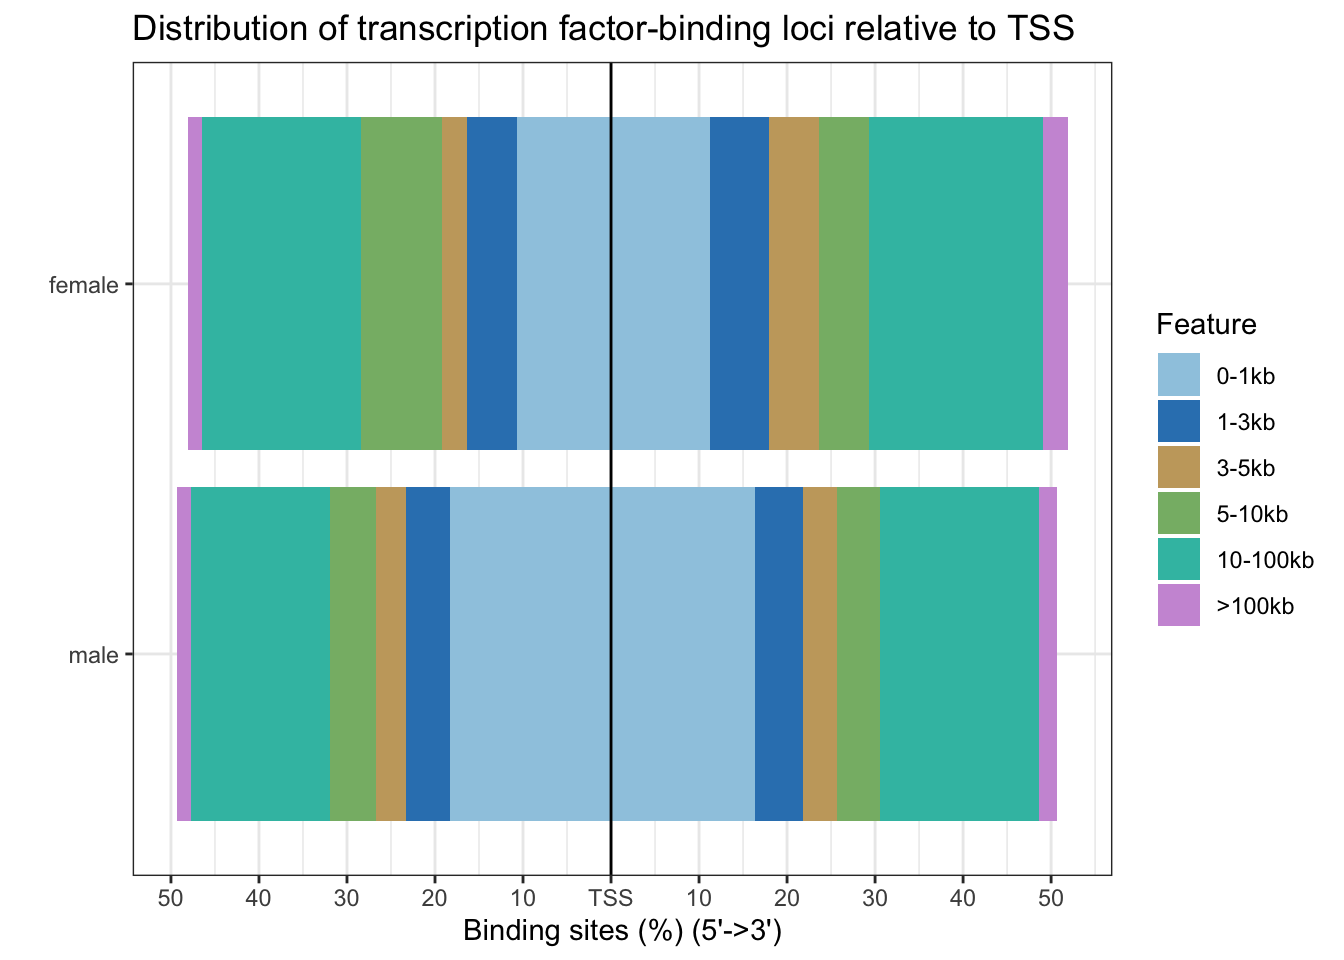 Distribution of transcription factor-binding loci relative to TSS
female
male
50 40 30 20 10 TSS 10 20 30 40 50
Binding sites (%) (5'->3')
Feature
0-1kb
1-3kb
3-5kb
5-10kb
10-100kb
>100kb